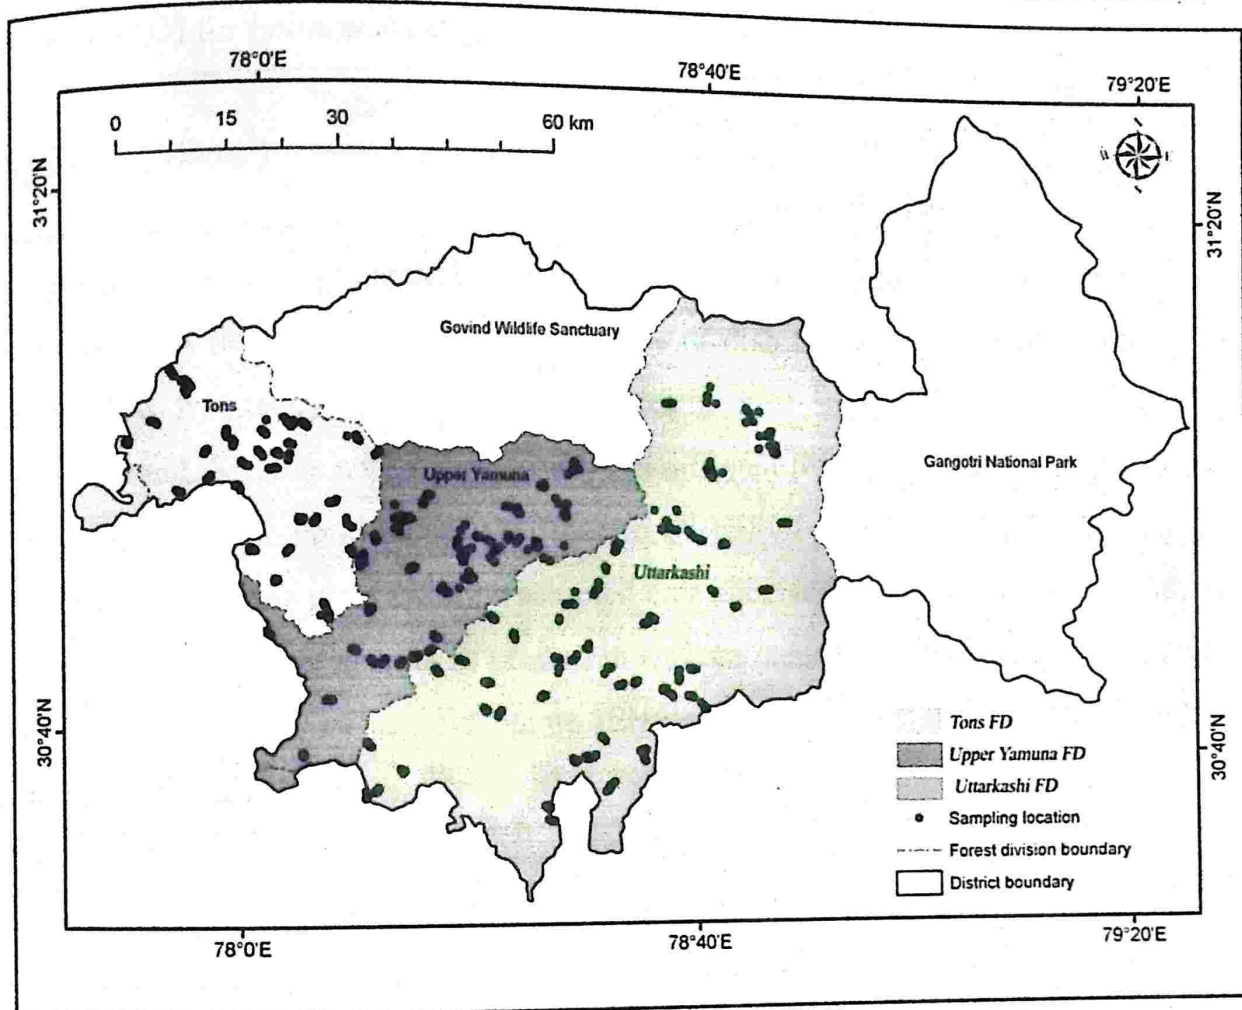 78°0'E
78°40'E
79°20'E
0 15 30 60 km
W E
31°20'N
31°20'N
Govind Wildlife Sanctuary
Tons
Upper Yamuna
Gangotri National Park
Uttarkashi
30°40'N
30°40'N
Tons FD
Upper Yamuna FD
Uttarkashi FD
Sampling location
Forest division boundary
District boundary
78°0'E
78°40'E
79°20'E